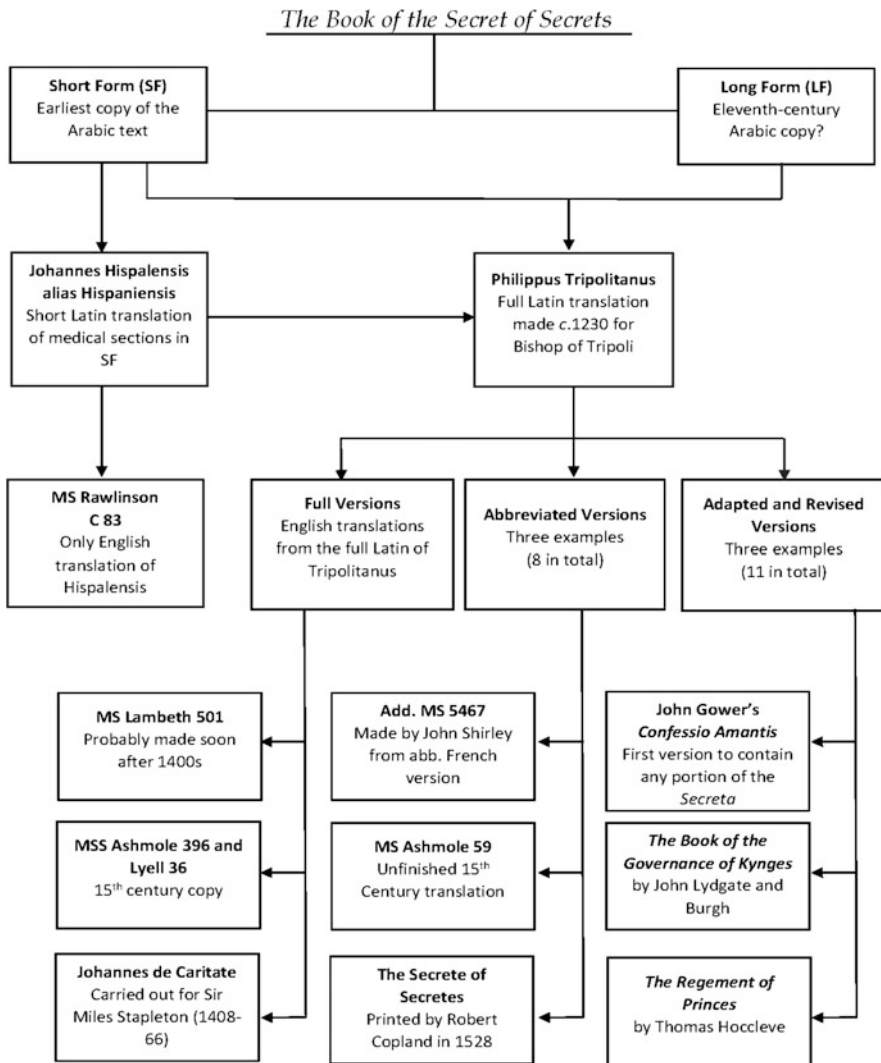 The Book of the Secret of Secrets
Short Form (SF)
Earliest copy of the
Arabic text
Long Form (LF)
Eleventh-century
Arabic copy?
Johannes Hispalensis
alias Hispaniensis
Short Latin translation
of medical sections in
SF
Philippus Tripolitanus
Full Latin translation
made c.1230 for
Bishop of Tripoli
MS Rawlinson
C 83
Only English
translation of
Hispalensis
Full Versions
English translations
from the full Latin of
Tripolitanus
Abbreviated Versions
Three examples
(8 in total)
Adapted and Revised
Versions
Three examples
(11 in total)
MS Lambeth 501
Probably made soon
after 1400s
Add. MS 5467
Made by John Shirley
from abb. French
version
John Gower’s
Confessio Amantis
First version to contain
any portion of the
Secreta
MSS Ashmole 396 and
Lyell 36
15th century copy
MS Ashmole 59
Unfinished 15th
Century translation
The Book of the
Governance of Kynges
by John Lydgate and
Burgh
Johannes de Caritate
Carried out for Sir
Miles Stapleton (1408-
66)
The Secrete of
Secretes
Printed by Robert
Copland in 1528
The Regement of
Princes
by Thomas Hoccleve